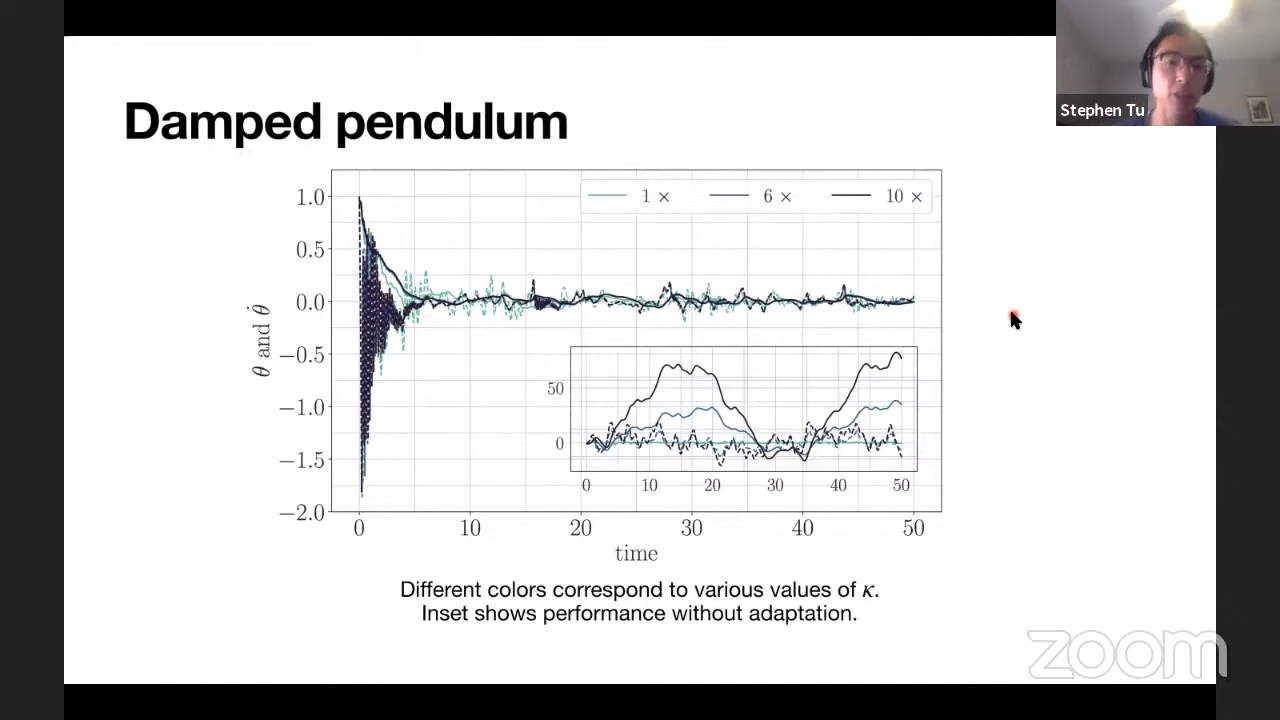 Stephen Tu
Damped pendulum
1 × 6 × 10 ×
1.0
0.5
0.0
−0.5
−1.0
−1.5
−2.0
θ and θ̇
50
0
0 10 20 30 40 50
0 10 20 30 40 50
time
Different colors correspond to various values of κ.
Inset shows performance without adaptation.
zoom